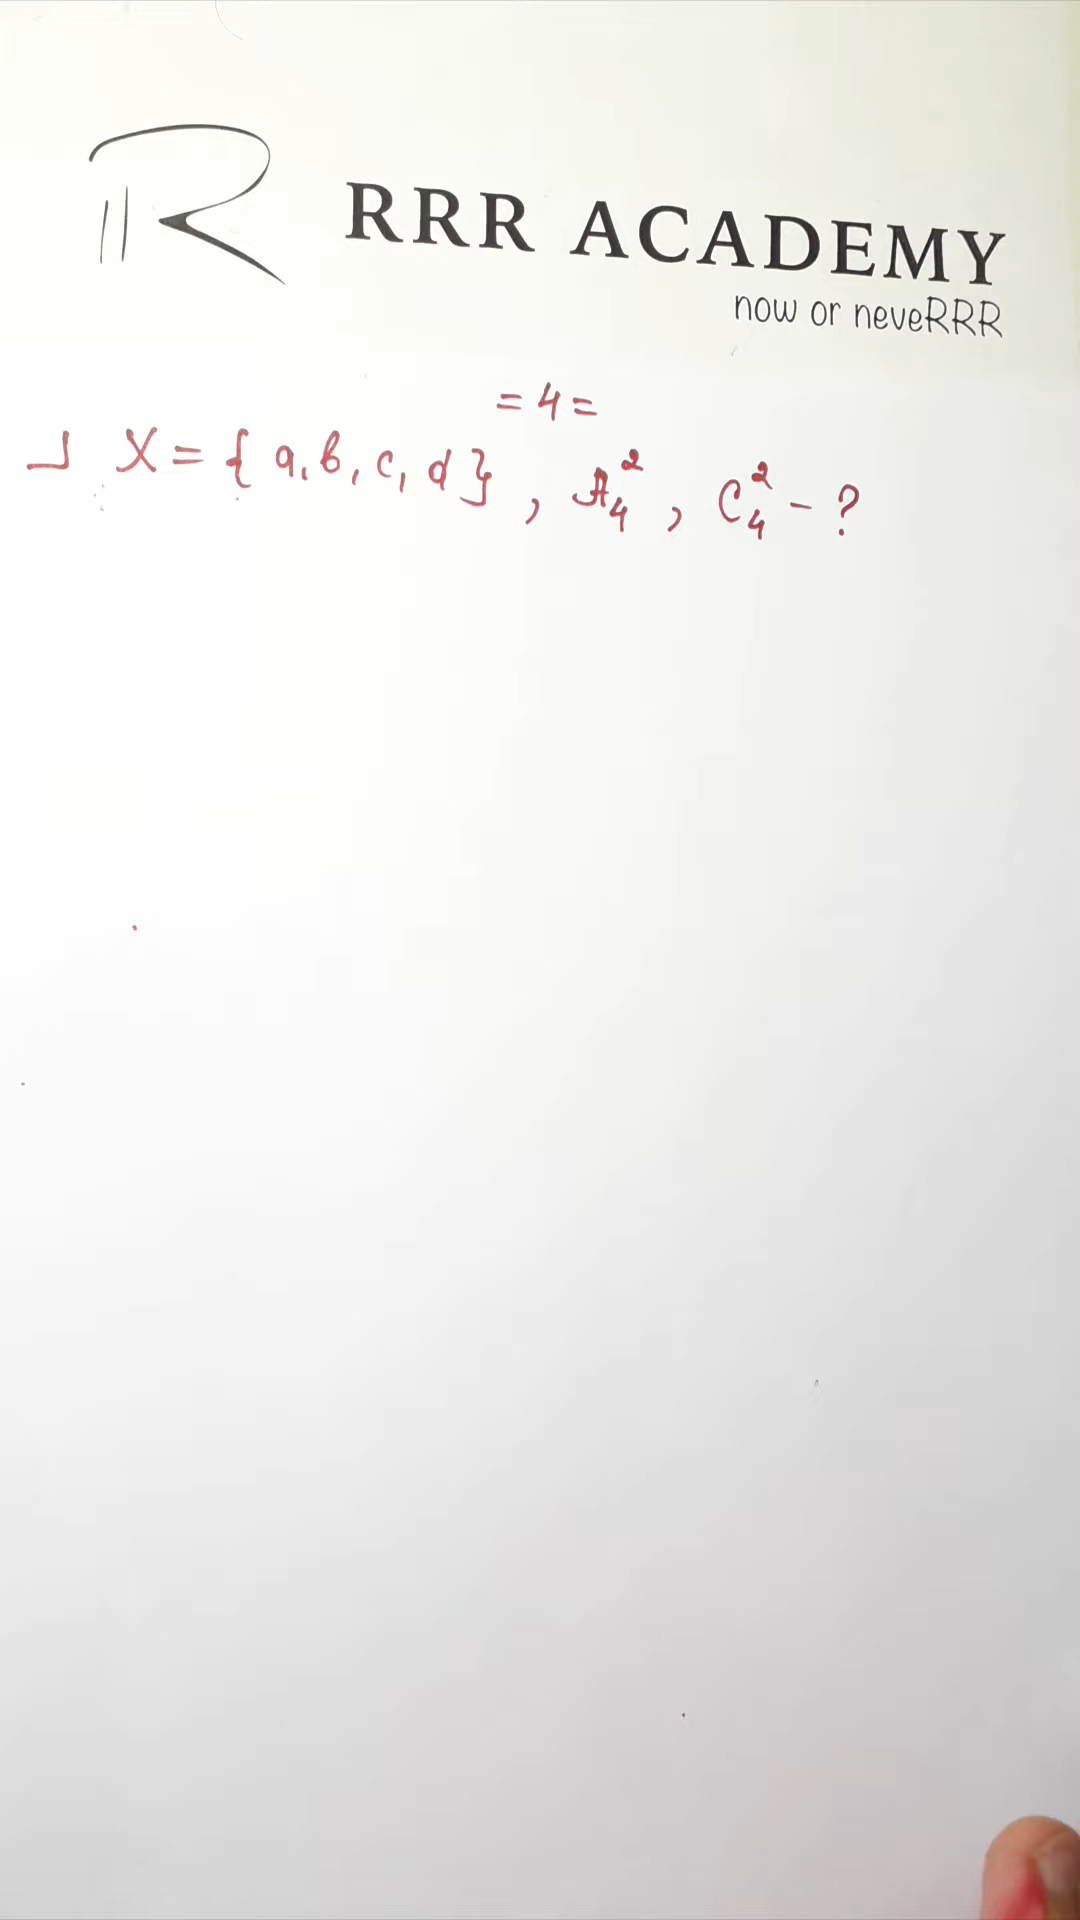 R RRR ACADEMY
now or neveRRR
= 4 =
⅃ X = { a, b, c, d } , A₄² , C₄² - ?